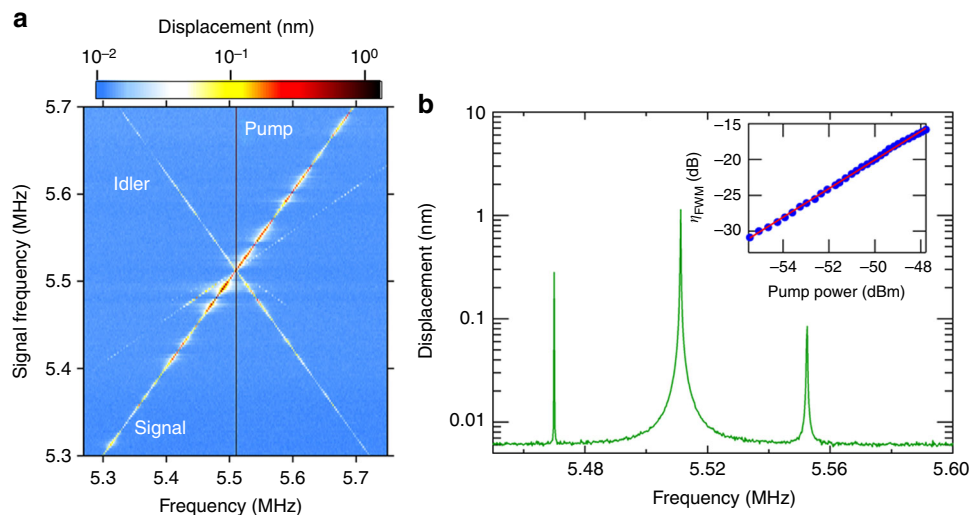 a
Displacement (nm)
10⁻² 10⁻¹ 10⁰
Signal frequency (MHz)
5.7
5.6
5.5
5.4
5.3
Pump
Idler
Signal
5.3 5.4 5.5 5.6 5.7
Frequency (MHz)
b
Displacement (nm)
10
1
0.1
0.01
5.48 5.52 5.56 5.60
Frequency (MHz)
ηFWM (dB)
−15
−20
−25
−30
−54 −52 −50 −48
Pump power (dBm)